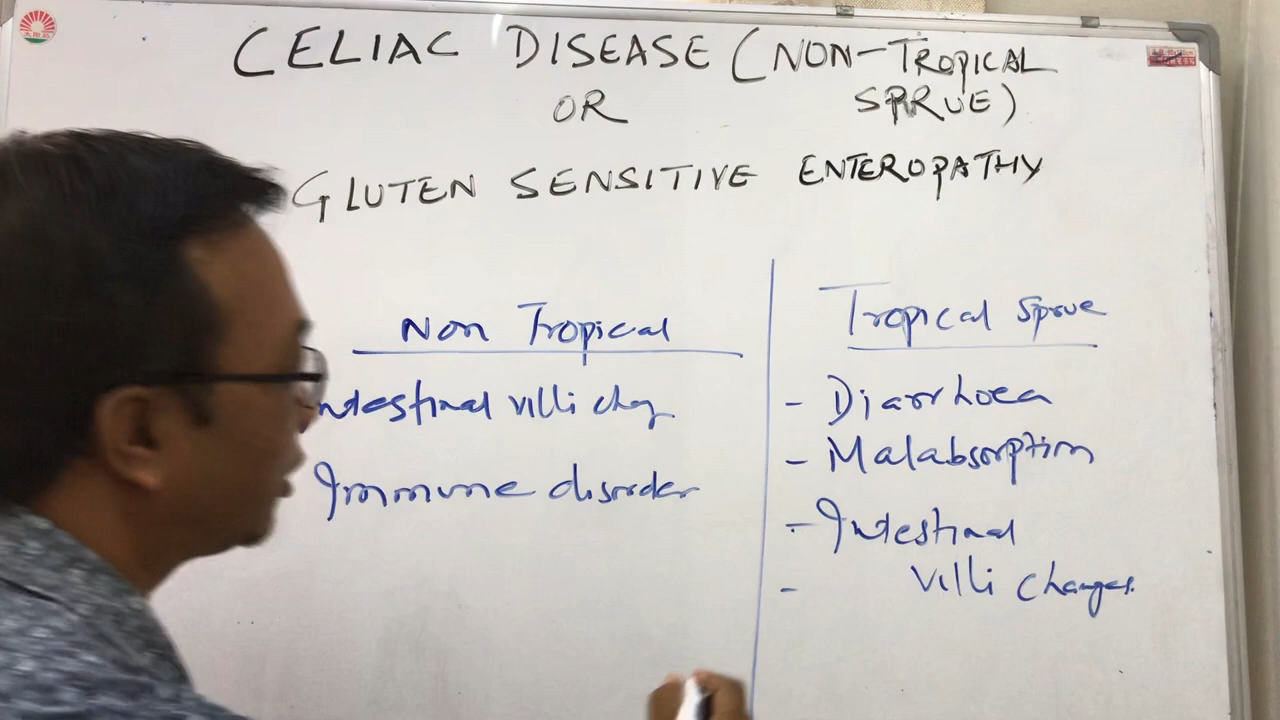 CELIAC DISEASE (NON-TROPICAL
OR SPRUE)
GLUTEN SENSITIVE ENTEROPATHY
Non Tropical
Intestinal villi chg
Immune disorder
Tropical Sprue
- Diarrhoea
- Malabsorption
- Intestinal
- Villi Changes.